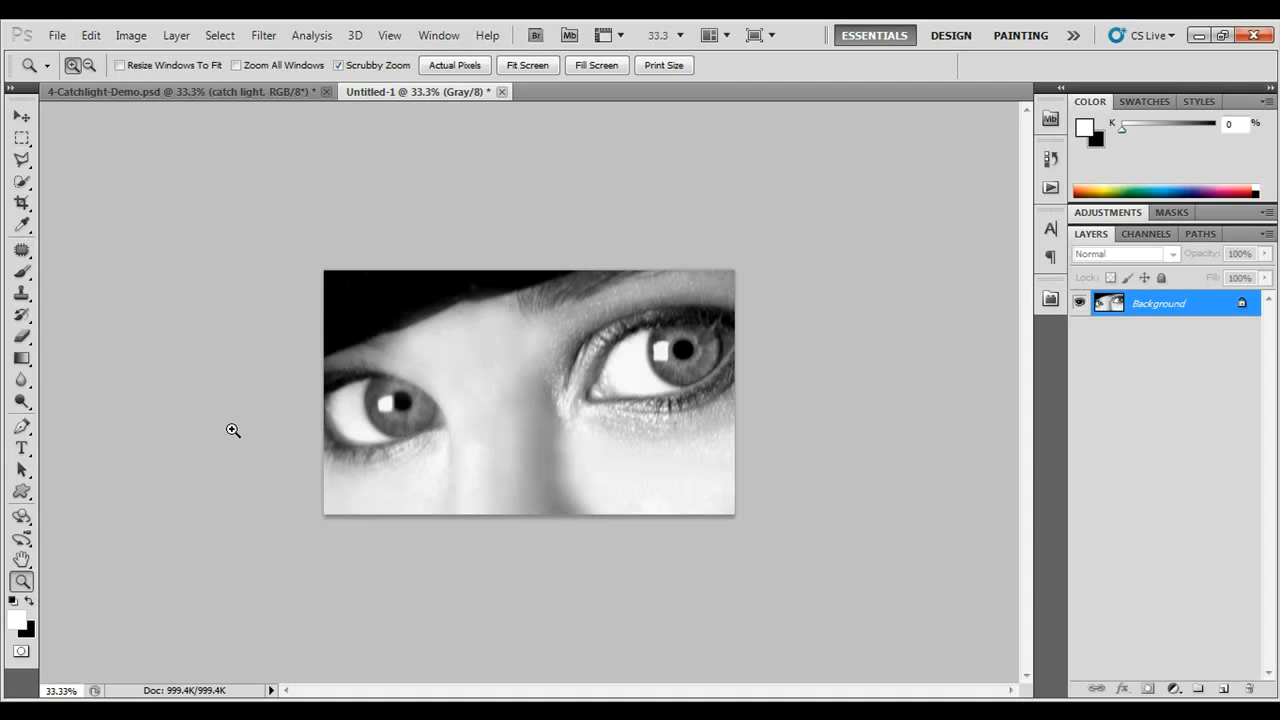 Ps File Edit Image Layer Select Filter Analysis 3D View Window Help Br Mb 33.3 ESSENTIALS DESIGN PAINTING CS Live
Resize Windows To Fit Zoom All Windows Scrubby Zoom Actual Pixels Fit Screen Fill Screen Print Size
4-Catchlight-Demo.psd @ 33.3% (catch light, RGB/8*) * Untitled-1 @ 33.3% (Gray/8) *
COLOR SWATCHES STYLES
Mb
K 0 %
ADJUSTMENTS MASKS
A
LAYERS CHANNELS PATHS
Normal Opacity: 100%
Lock: Fill: 100%
Background
T
33.33% Doc: 999.4K/999.4K
fx